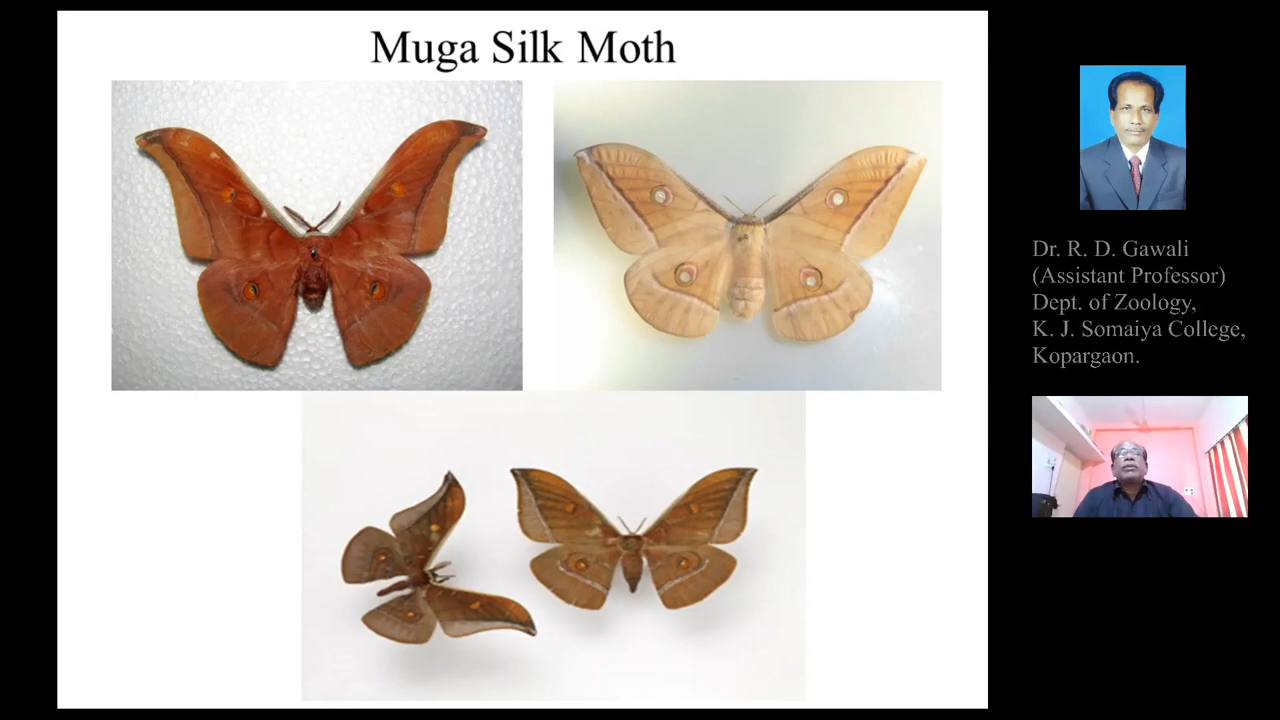 Muga Silk Moth
Dr. R. D. Gawali
(Assistant Professor)
Dept. of Zoology,
K. J. Somaiya College,
Kopargaon.